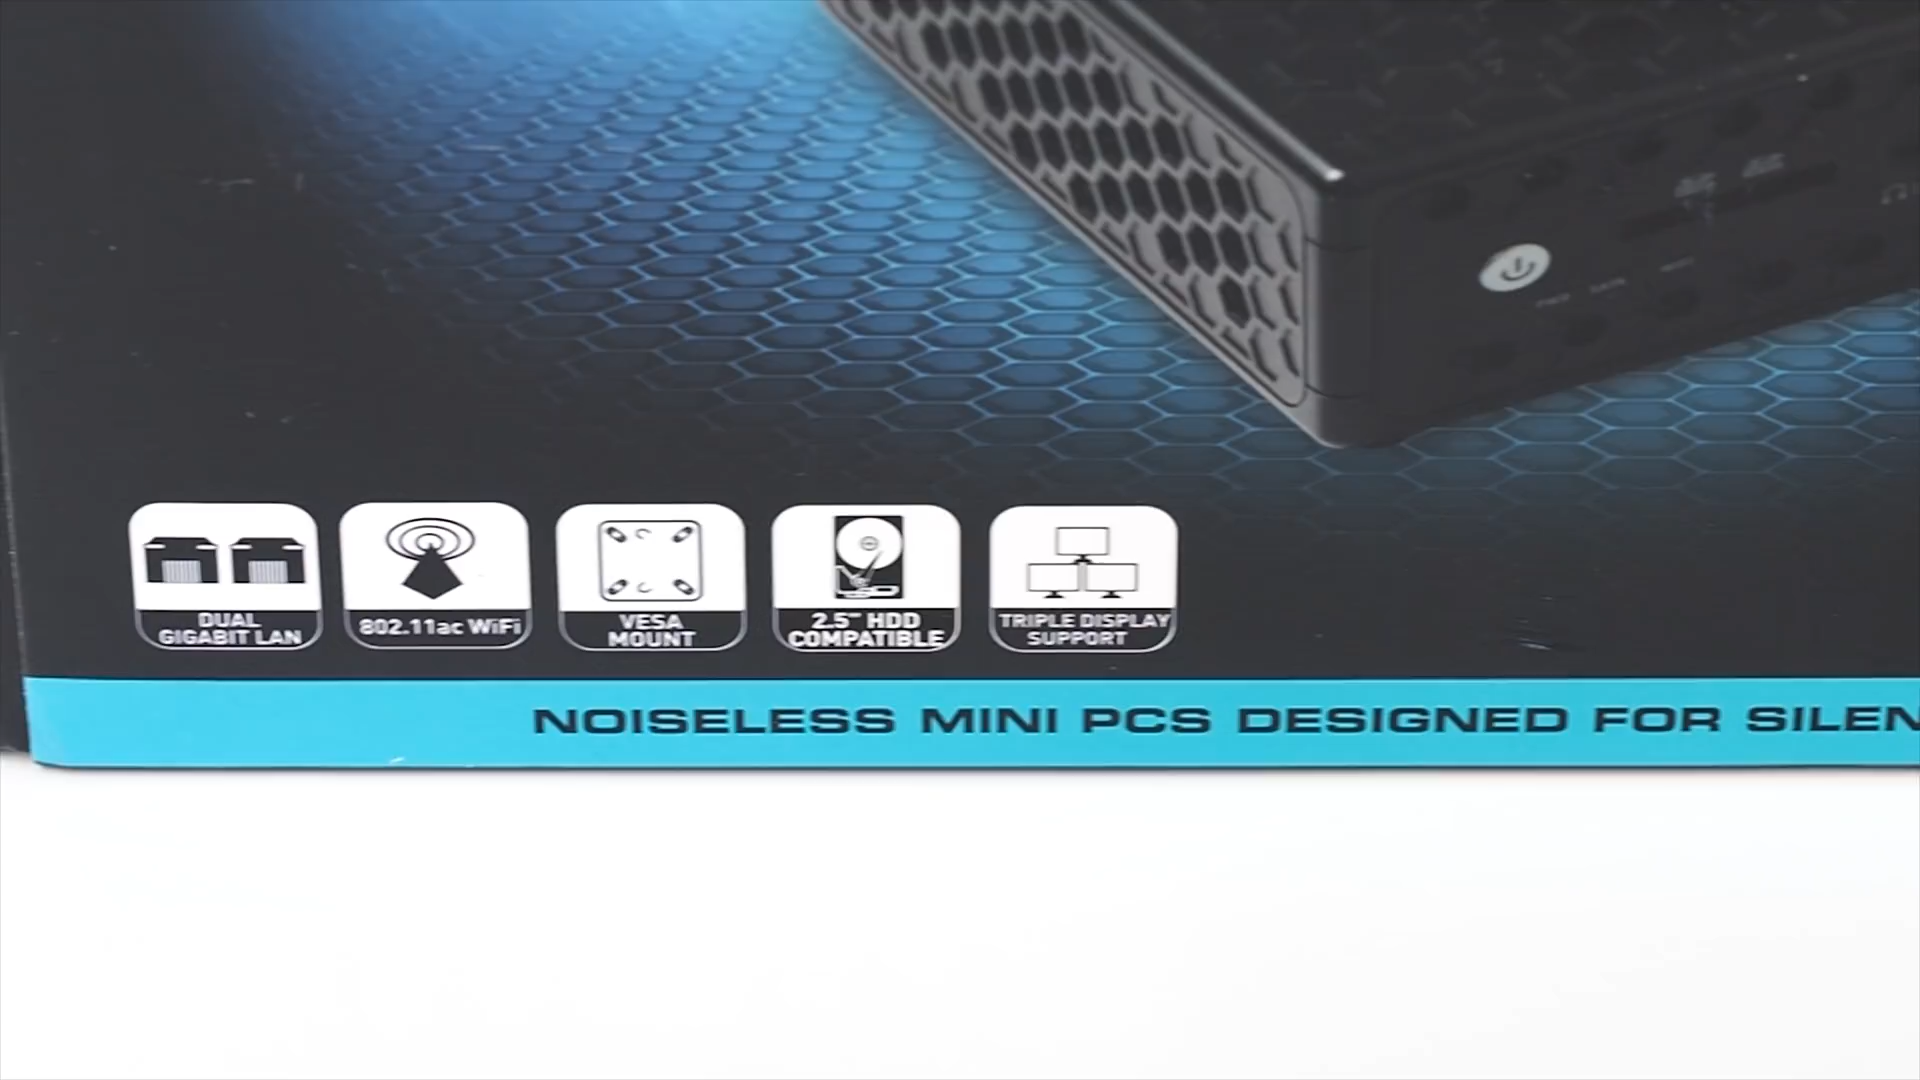 DUAL
GIGABIT LAN
802.11ac WiFi
VESA
MOUNT
2.5" HDD
COMPATIBLE
TRIPLE DISPLAY
SUPPORT
NOISELESS MINI PCS DESIGNED FOR SILEN